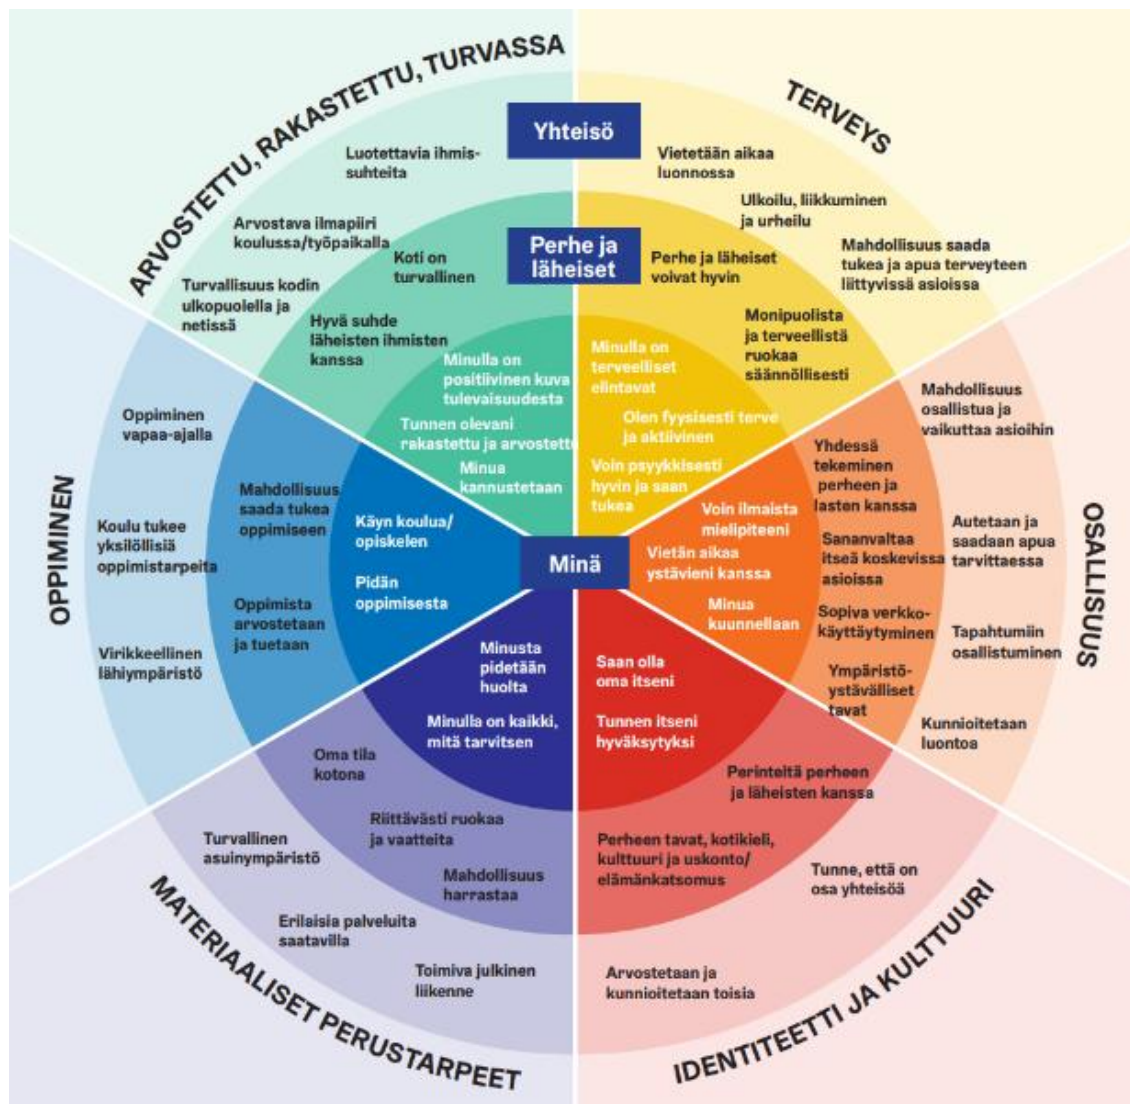 ARVOSTETTU, RAKASTETTU, TURVASSA
Yhteisö
Luotettavia ihmis-
suhteita
Arvostava ilmapiiri
koulussa/työpaikalla
Turvallisuus kodin
ulkopuolella ja
netissä
Perhe ja
läheiset
Koti on
turvallinen
Hyvä suhde
läheisten ihmisten
kanssa
Minulla on
positiivinen kuva
tulevaisuudesta
Tunnen olevani
rakastettu ja arvostettu
Minua
kannustetaan
TERVEYS
Vietetään aikaa
luonnossa
Ulkoilu, liikkuminen
ja urheilu
Mahdollisuus saada
tukea ja apua terveyteen
liittyvissä asioissa
Perhe ja läheiset
voivat hyvin
Monipuolista
ja terveellistä
ruokaa
säännöllisesti
Minulla on
terveelliset
elintavat
Olen fyysisesti terve
ja aktiivinen
Voin psyykkisesti
hyvin ja saan
tukea
OSALLISUUS
Mahdollisuus
osallistua ja
vaikuttaa asioihin
Autetaan ja
saadaan apua
tarvittaessa
Tapahtumiin
osallistuminen
Kunnioitetaan
luontoa
Yhdessä
tekeminen
perheen ja
lasten kanssa
Sananvaltaa
itseä koskevissa
asioissa
Sopiva verkko-
käyttäytyminen
Ympäristö-
ystävälliset
tavat
Voin ilmaista
mielipiteeni
Vietän aikaa
ystävieni kanssa
Minua
kuunnellaan
Minä
OPPIMINEN
Oppiminen
vapaa-ajalla
Koulu tukee
yksilöllisiä
oppimistarpeita
Virikkeellinen
lähiympäristö
Mahdollisuus
saada tukea
oppimiseen
Oppimista
arvostetaan
ja tuetaan
Käyn koulua/
opiskelen
Pidän
oppimisesta
Minusta
pidetään
huolta
Minulla on kaikki,
mitä tarvitsen
Oma tila
kotona
Riittävästi ruokaa
ja vaatteita
Mahdollisuus
harrastaa
Turvallinen
asuinympäristö
Erilaisia palveluita
saatavilla
Toimiva julkinen
liikenne
MATERIAALISET PERUSTARPEET
Saan olla
oma itseni
Tunnen itseni
hyväksytyksi
Perinteitä perheen
ja läheisten kanssa
Perheen tavat, kotikieli,
kulttuuri ja uskonto/
elämänkatsomus
Tunne, että on
osa yhteisöä
Arvostetaan ja
kunnioitetaan toisia
IDENTITEETTI JA KULTTUURI